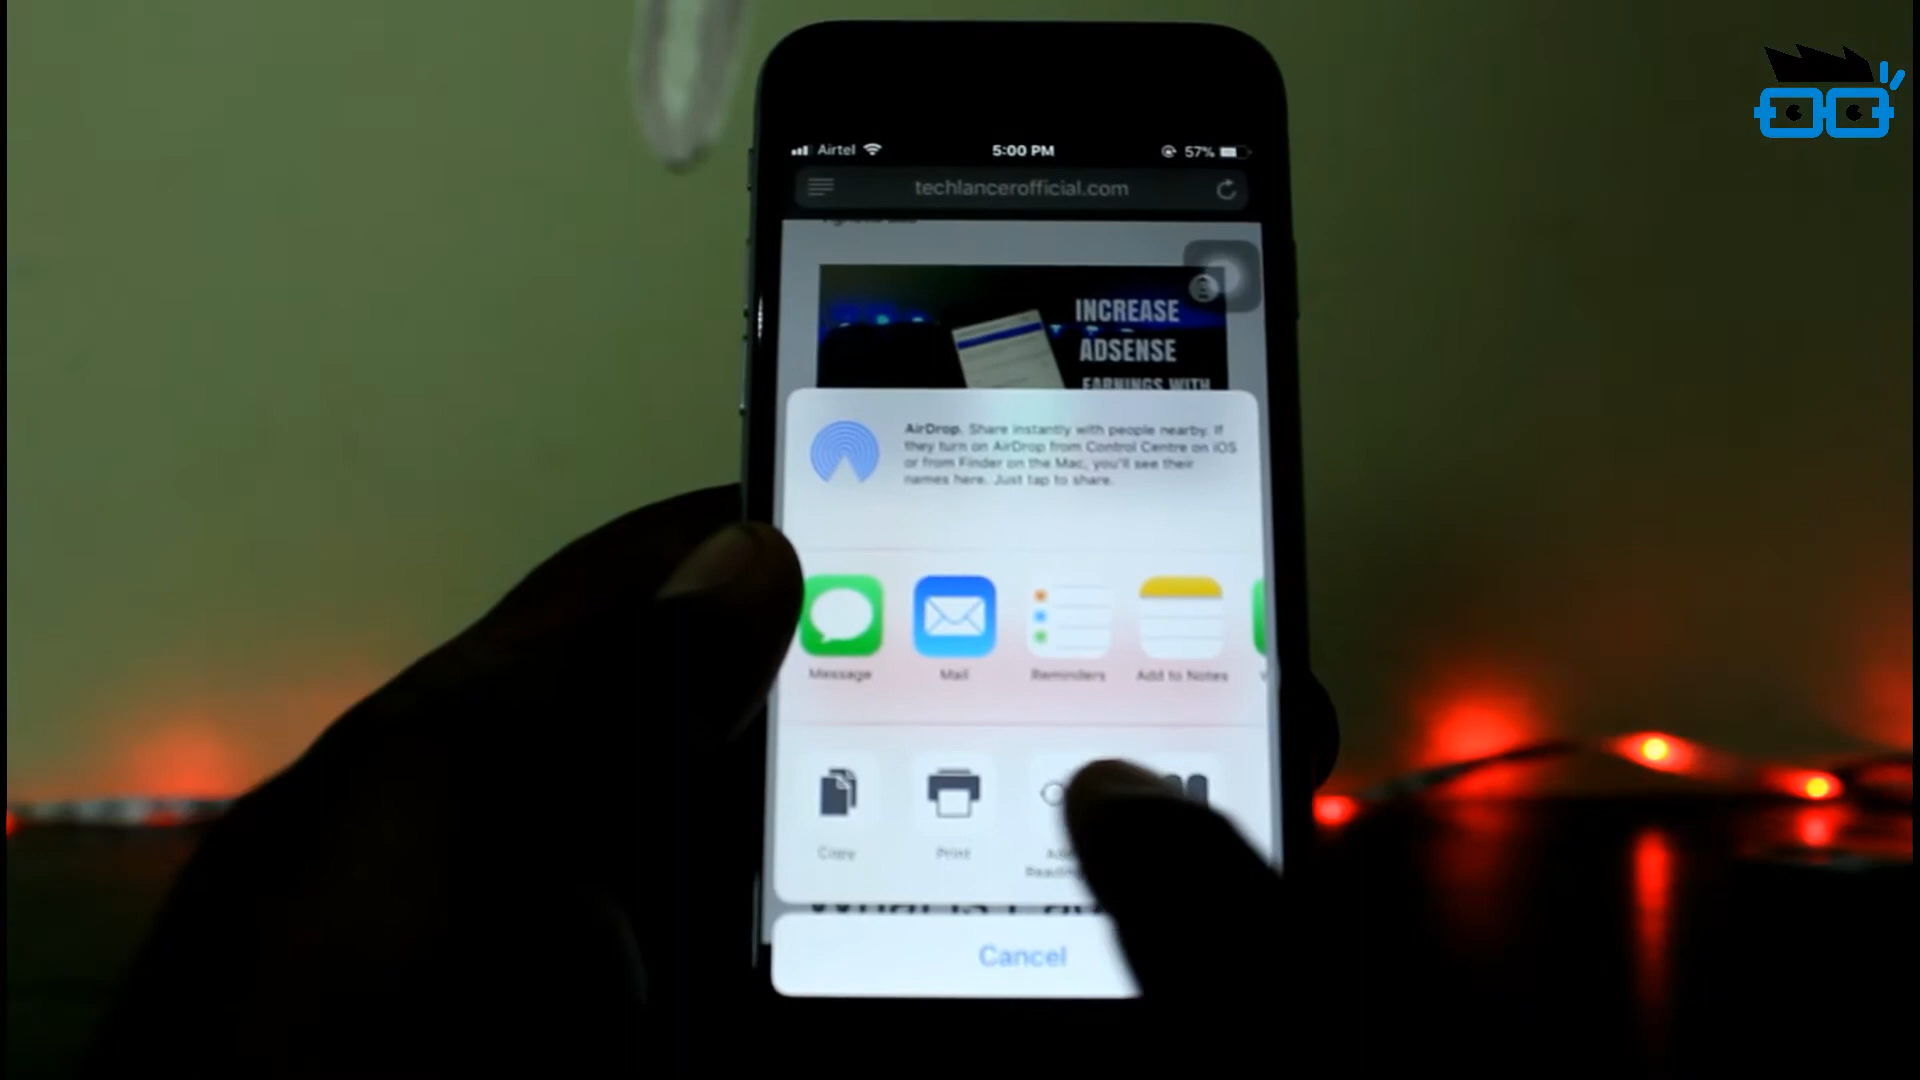 Airtel
5:00 PM
57%
techlancerofficial.com
INCREASE
ADSENSE
EARNINGS WITH
AirDrop. Share instantly with people nearby. If
they turn on AirDrop from Control Centre on iOS
or from Finder on the Mac, you'll see their
names here. Just tap to share.
Message
Mail
Reminders
Add to Notes
Copy
Print
Cancel